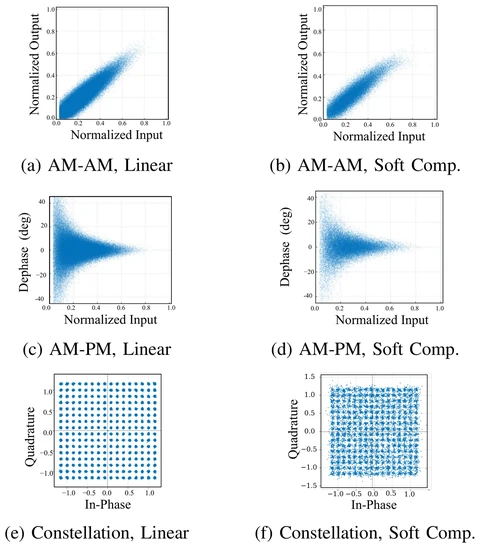 1.0
0.8
0.6
0.4
0.2
0.0
Normalized Output
0.0 0.2 0.4 0.6 0.8 1.0
Normalized Input
(a) AM-AM, Linear
1.0
0.8
0.6
0.4
0.2
0.0
Normalized Output
0.0 0.2 0.4 0.6 0.8 1.0
Normalized Input
(b) AM-AM, Soft Comp.
40
20
0
−20
-40
Dephase (deg)
0.0 0.2 0.4 0.6 0.8 1.0
Normalized Input
(c) AM-PM, Linear
40
20
0
−20
-40
Dephase (deg)
0.0 0.2 0.4 0.6 0.8 1.0
Normalized Input
(d) AM-PM, Soft Comp.
1.0
0.5
0.0
−0.5
−1.0
Quadrature
−1.0 −0.5 0.0 0.5 1.0
In-Phase
(e) Constellation, Linear
1.5
1.0
0.5
0.0
−0.5
−1.0
−1.5
Quadrature
−1.0 −0.5 0.0 0.5 1.0
In-Phase
(f) Constellation, Soft Comp.